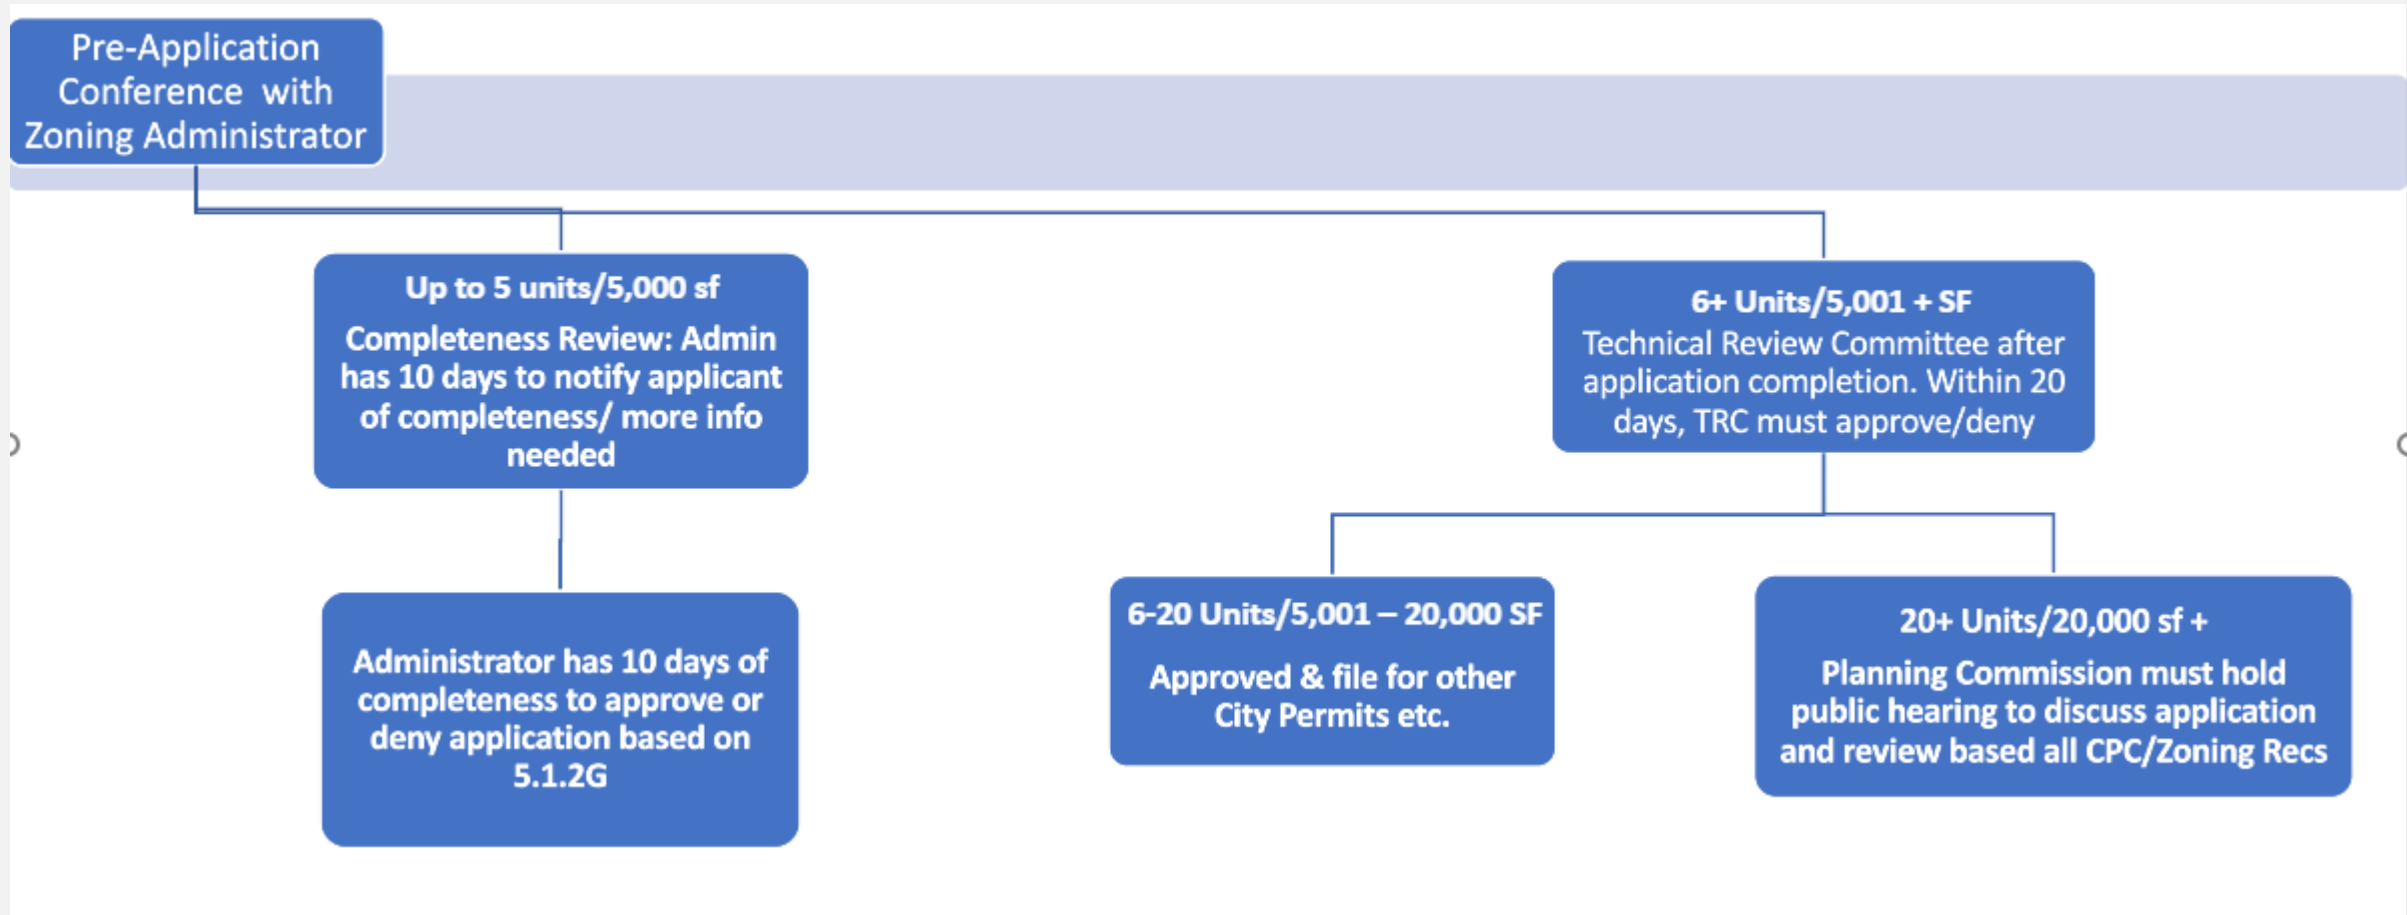 Pre-Application
Conference  with
Zoning Administrator
Up to 5 units/5,000 sf
Completeness Review: Admin
has 10 days to notify applicant
of completeness/ more info
needed
Administrator has 10 days of
completeness to approve or
deny application based on
5.1.2G
6+ Units/5,001 + SF
Technical Review Committee after
application completion. Within 20
days, TRC must approve/deny
6-20 Units/5,001 – 20,000 SF
Approved & file for other
City Permits etc.
20+ Units/20,000 sf +
Planning Commission must hold
public hearing to discuss application
and review based all CPC/Zoning Recs